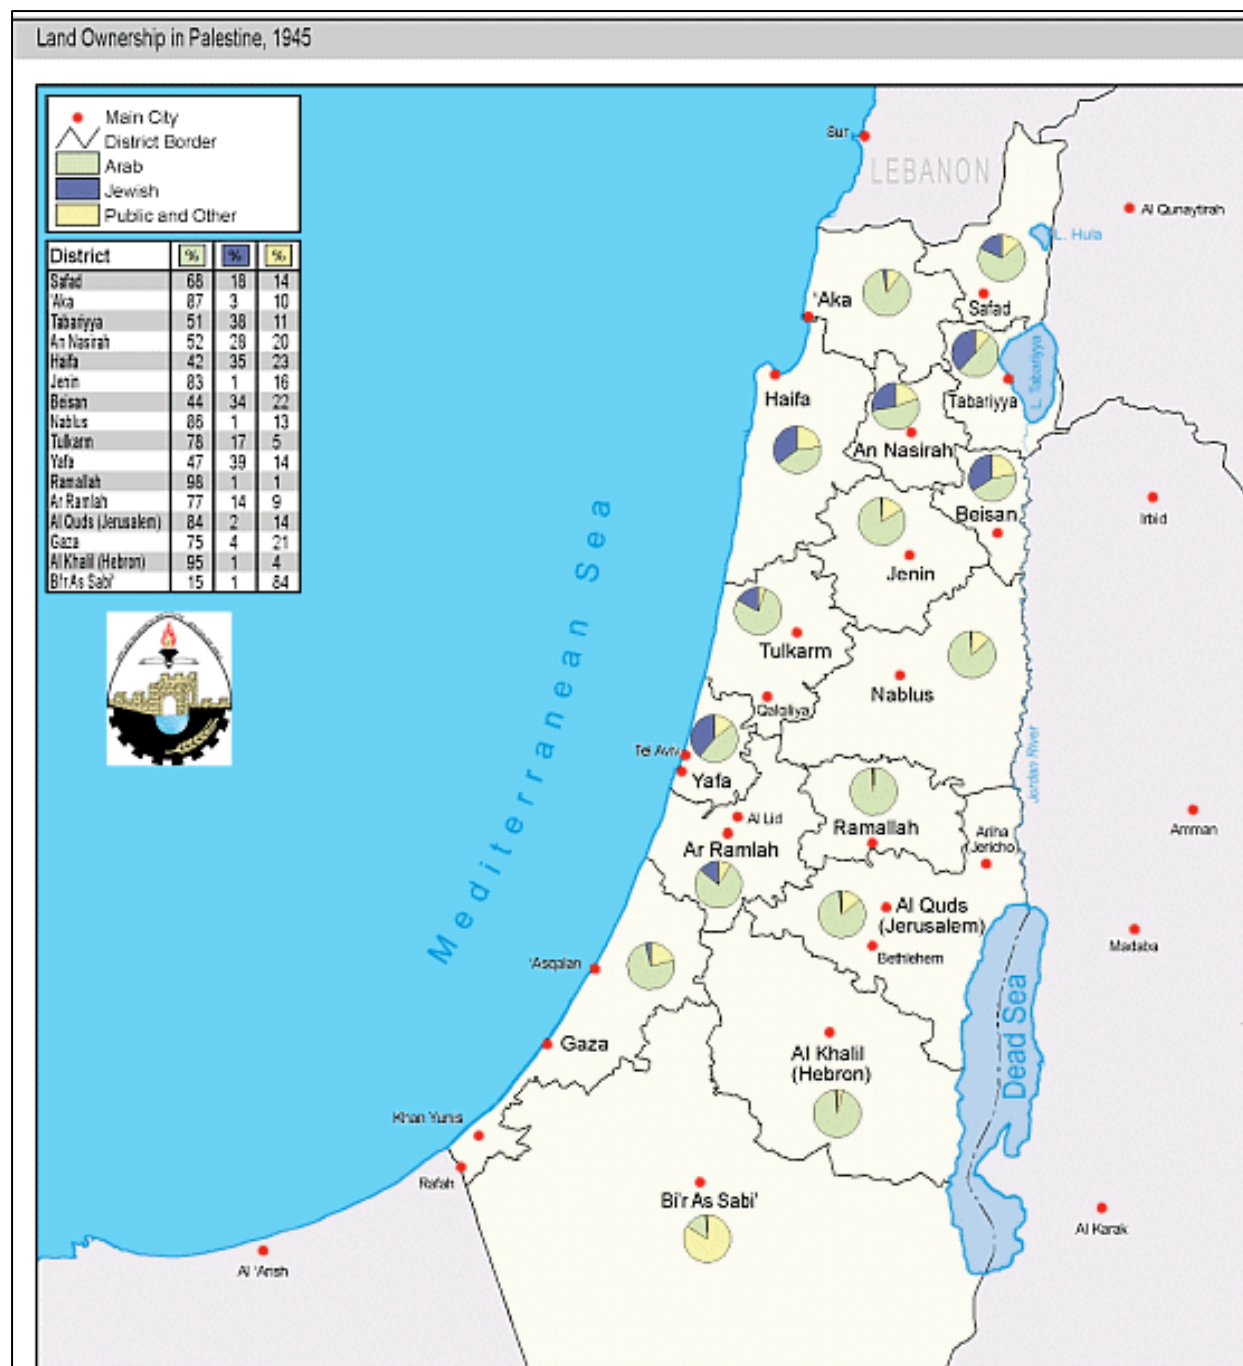 Land Ownership in Palestine, 1945
Main City
District Border
Arab
Jewish
Public and Other
District % % %
Safad 68 18 14
'Aka 87 3 10
Tabariyya 51 38 11
An Nasirah 52 28 20
Haifa 42 35 23
Jenin 83 1 16
Beisan 44 34 22
Nablus 86 1 13
Tulkarm 78 17 5
Yafa 47 39 14
Ramallah 98 1 1
Ar Ramlah 77 14 9
Al Quds (Jerusalem) 84 2 14
Gaza 75 4 21
Al Khalil (Hebron) 95 1 4
Bi'r As Sabi' 15 1 84
Sur
LEBANON
Al Qunaytirah
L. Hula
'Aka
Safad
L. Tabariyya
Haifa
Tabariyya
An Nasirah
Beisan
Irbid
Jenin
Mediterranean Sea
Tulkarm
Nablus
Qalqiliya
Tel Aviv
Yafa
Jordan River
Al Lid
Ramallah
Ariha
(Jericho)
Amman
Ar Ramlah
Al Quds
(Jerusalem)
Bethlehem
Madaba
'Asqalan
Gaza
Al Khalil
(Hebron)
Dead Sea
Khan Yunis
Rafah
Bi'r As Sabi'
Al Karak
Al 'Arish